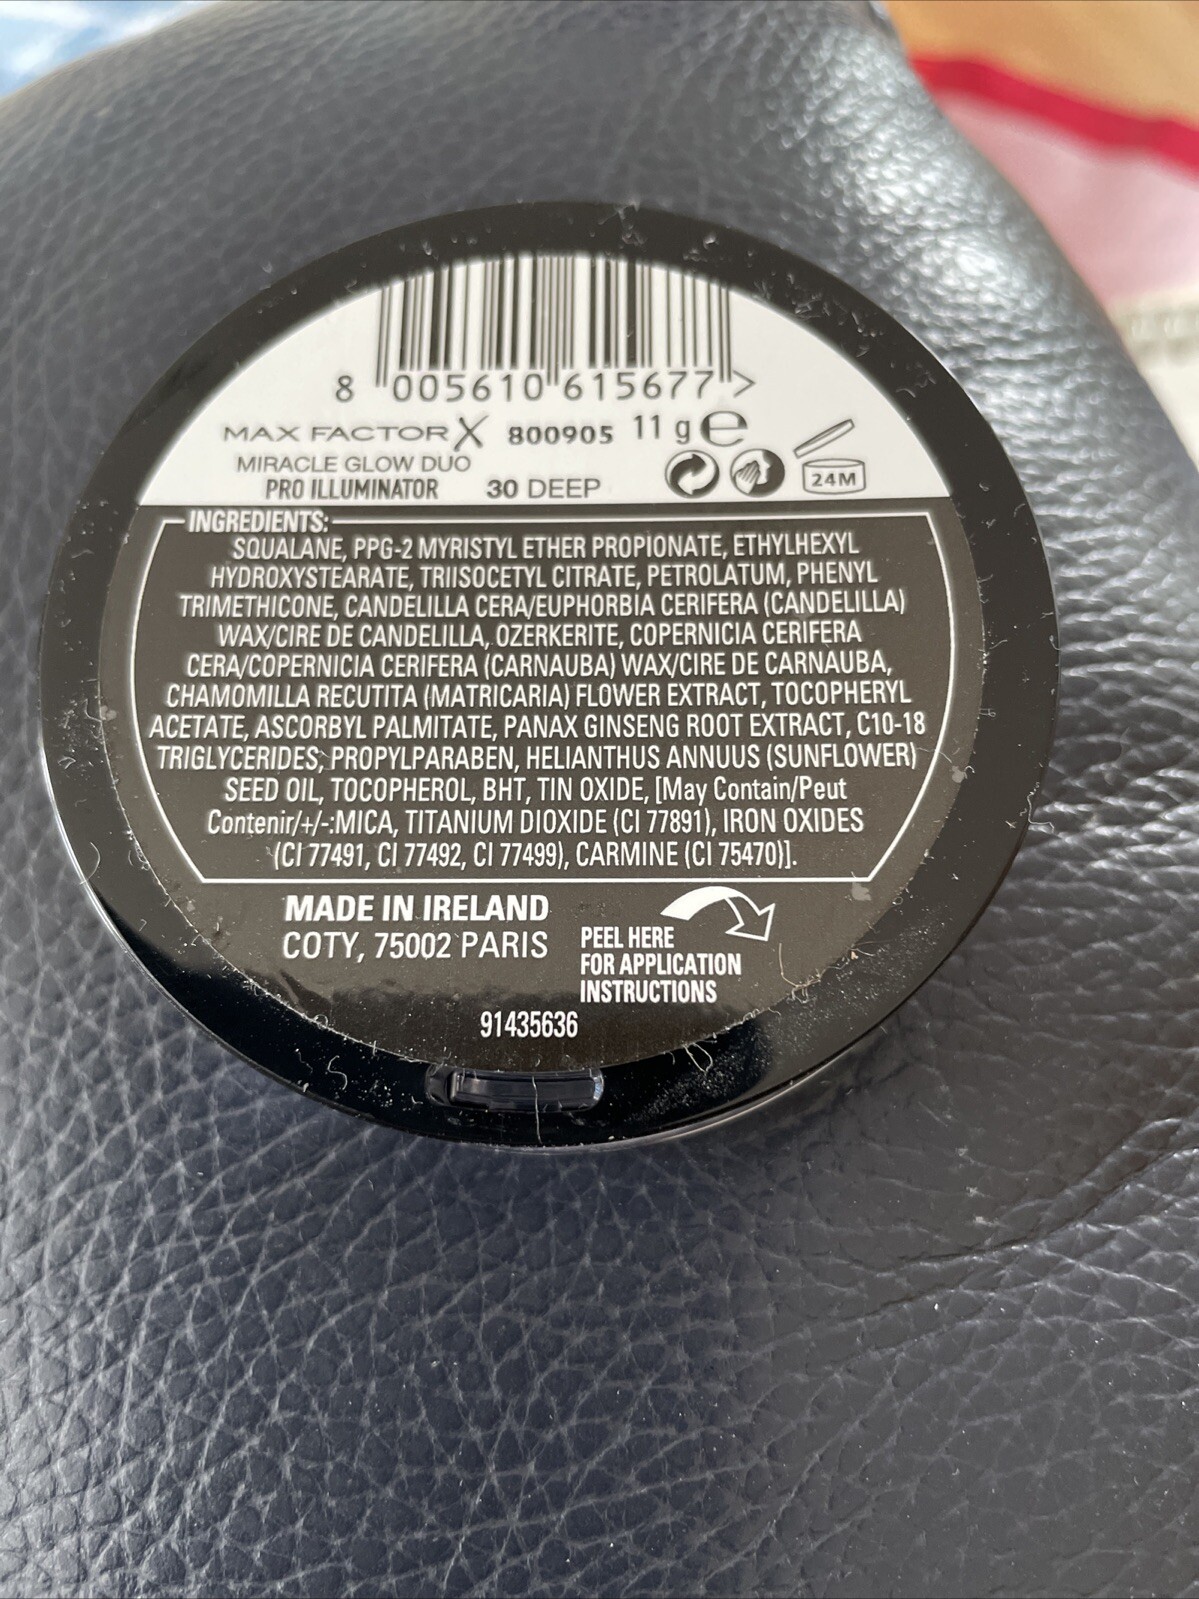 8 005610 615677 >
MAX FACTOR X 800905 11 g e
MIRACLE GLOW DUO
PRO ILLUMINATOR 30 DEEP 24M
INGREDIENTS:
SQUALANE, PPG-2 MYRISTYL ETHER PROPIONATE, ETHYLHEXYL
HYDROXYSTEARATE, TRIISOCETYL CITRATE, PETROLATUM, PHENYL
TRIMETHICONE, CANDELILLA CERA/EUPHORBIA CERIFERA (CANDELILLA)
WAX/CIRE DE CANDELILLA, OZERKERITE, COPERNICIA CERIFERA
CERA/COPERNICIA CERIFERA (CARNAUBA) WAX/CIRE DE CARNAUBA,
CHAMOMILLA RECUTITA (MATRICARIA) FLOWER EXTRACT, TOCOPHERYL
ACETATE, ASCORBYL PALMITATE, PANAX GINSENG ROOT EXTRACT, C10-18
TRIGLYCERIDES, PROPYLPARABEN, HELIANTHUS ANNUUS (SUNFLOWER)
SEED OIL, TOCOPHEROL, BHT, TIN OXIDE, [May Contain/Peut
Contenir/+/-:MICA, TITANIUM DIOXIDE (CI 77891), IRON OXIDES
(CI 77491, CI 77492, CI 77499), CARMINE (CI 75470)].
MADE IN IRELAND
COTY, 75002 PARIS
PEEL HERE
FOR APPLICATION
INSTRUCTIONS
91435636